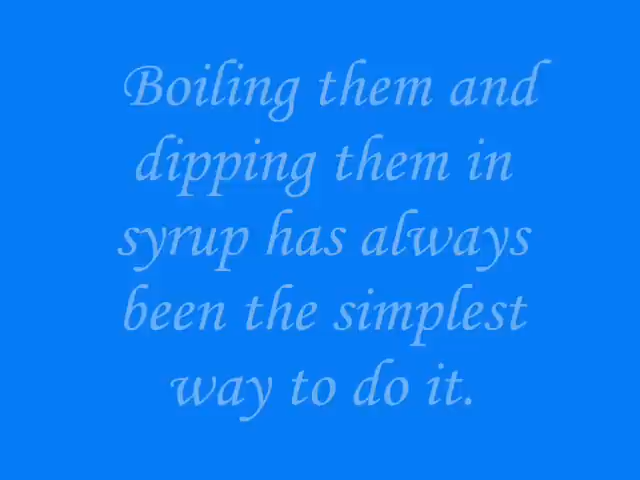 Boiling them and
dipping them in
syrup has always
been the simplest
way to do it.